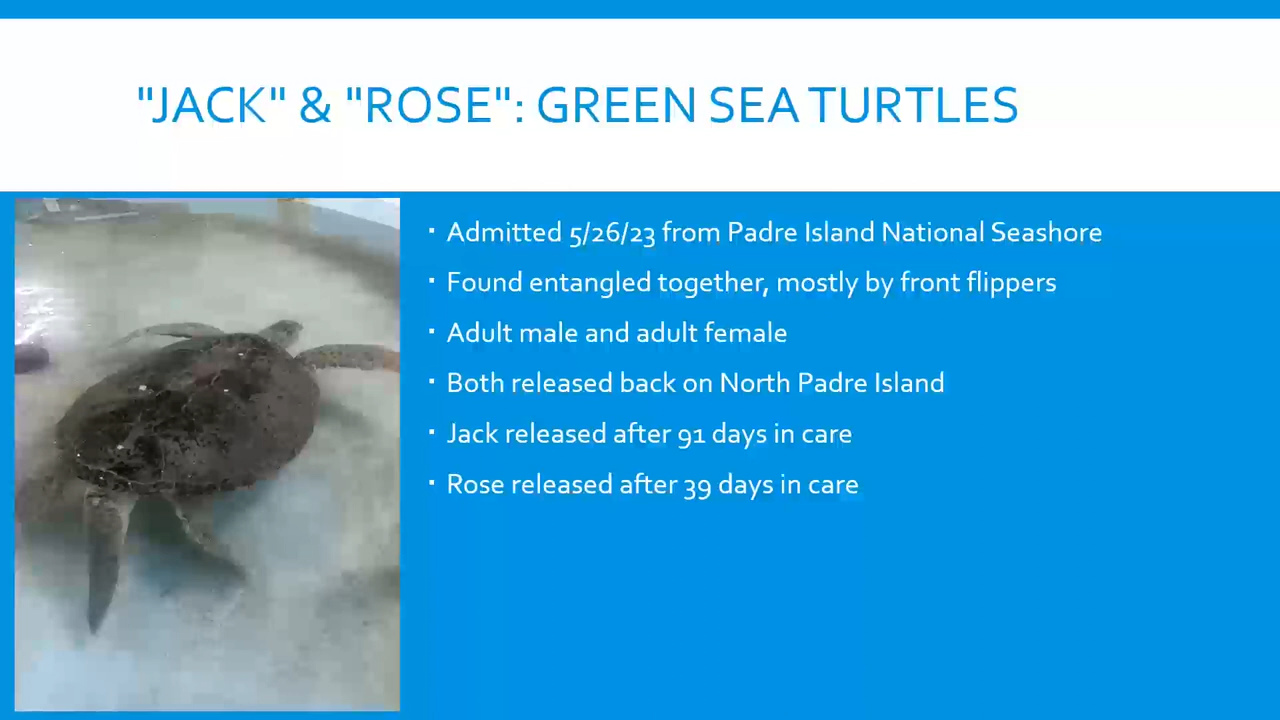 "JACK" & "ROSE": GREEN SEA TURTLES
▪ Admitted 5/26/23 from Padre Island National Seashore
▪ Found entangled together, mostly by front flippers
▪ Adult male and adult female
▪ Both released back on North Padre Island
▪ Jack released after 91 days in care
▪ Rose released after 39 days in care